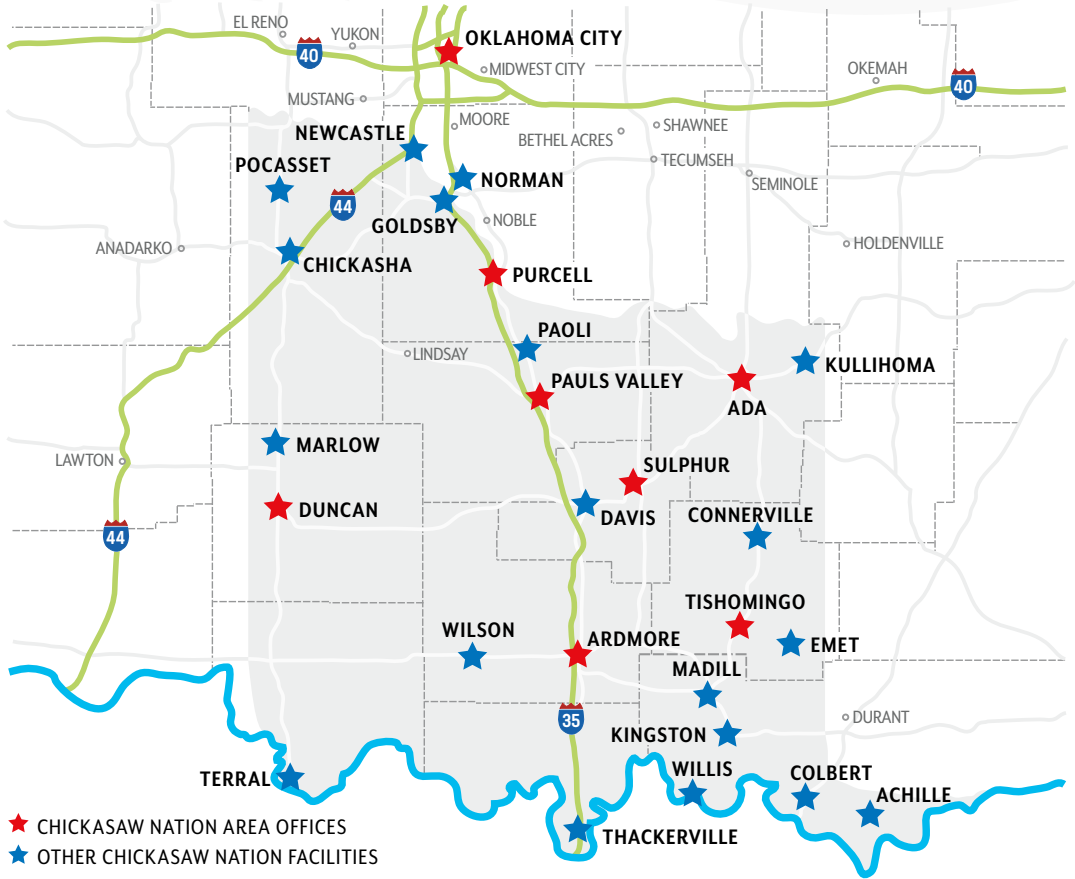 EL RENO
YUKON
OKLAHOMA CITY
40
MIDWEST CITY
OKEMAH
40
MUSTANG
MOORE
NEWCASTLE
BETHEL ACRES
SHAWNEE
POCASSET
TECUMSEH
NORMAN
SEMINOLE
44
GOLDSBY
NOBLE
ANADARKO
HOLDENVILLE
CHICKASHA
PURCELL
PAOLI
LINDSAY
KULLIHOMA
PAULS VALLEY
ADA
MARLOW
LAWTON
SULPHUR
DUNCAN
DAVIS
CONNERVILLE
44
TISHOMINGO
WILSON
ARDMORE
EMET
MADILL
35
DURANT
KINGSTON
WILLIS
COLBERT
TERRAL
ACHILLE
CHICKASAW NATION AREA OFFICES
THACKERVILLE
OTHER CHICKASAW NATION FACILITIES